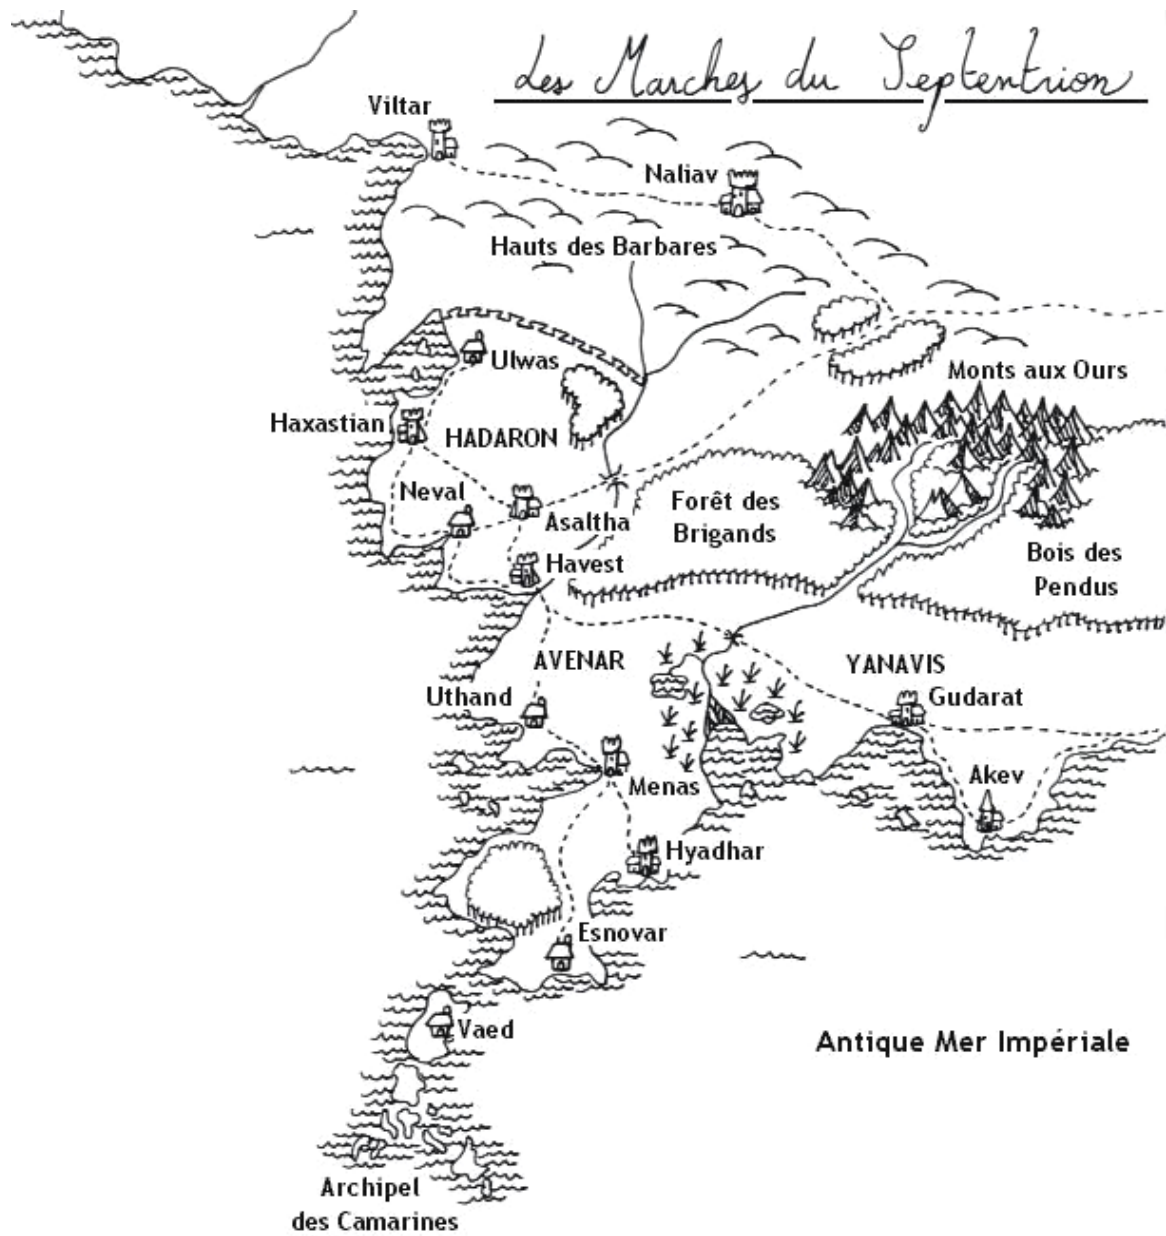 Les Marches du Septentrion
Viltar
Naliav
Hauts des Barbares
Ulwas
Monts aux Ours
Haxastian
HADARON
Neval
Forêt des
Brigands
Asaltha
Bois des
Pendus
Havest
AVENAR
YANAVIS
Uthand
Gudarat
Menas
Akev
Hyadhar
Esnovar
Vaed
Antique Mer Impériale
Archipel
des Camarines